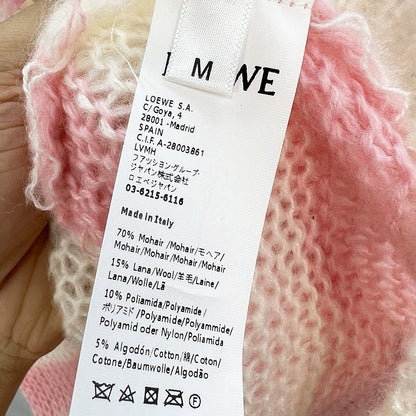 M
WE
LOEWE S.A.
C/Goya, 4
28001 - Madrid
SPAIN
C.I.F. A-28003861
LVMH
ファッション・グループ・
ジャパン株式会社
ロエベジャパン
03-6215-6116
Made in Italy
70% Mohair /Mohair/モヘア/
Mohair/Mohair/Mohair/Mohair
15% Lana/Wool/羊毛/Laine/
Lana/Wolle/Lã
10% Poliamida/Polyamide/
ポリアミド/Polyamide/Polyammide/
Polyamid oder Nylon/Poliamida
5% Algodón/Cotton/綿/Coton/
Cotone/Baumwolle/Algodão